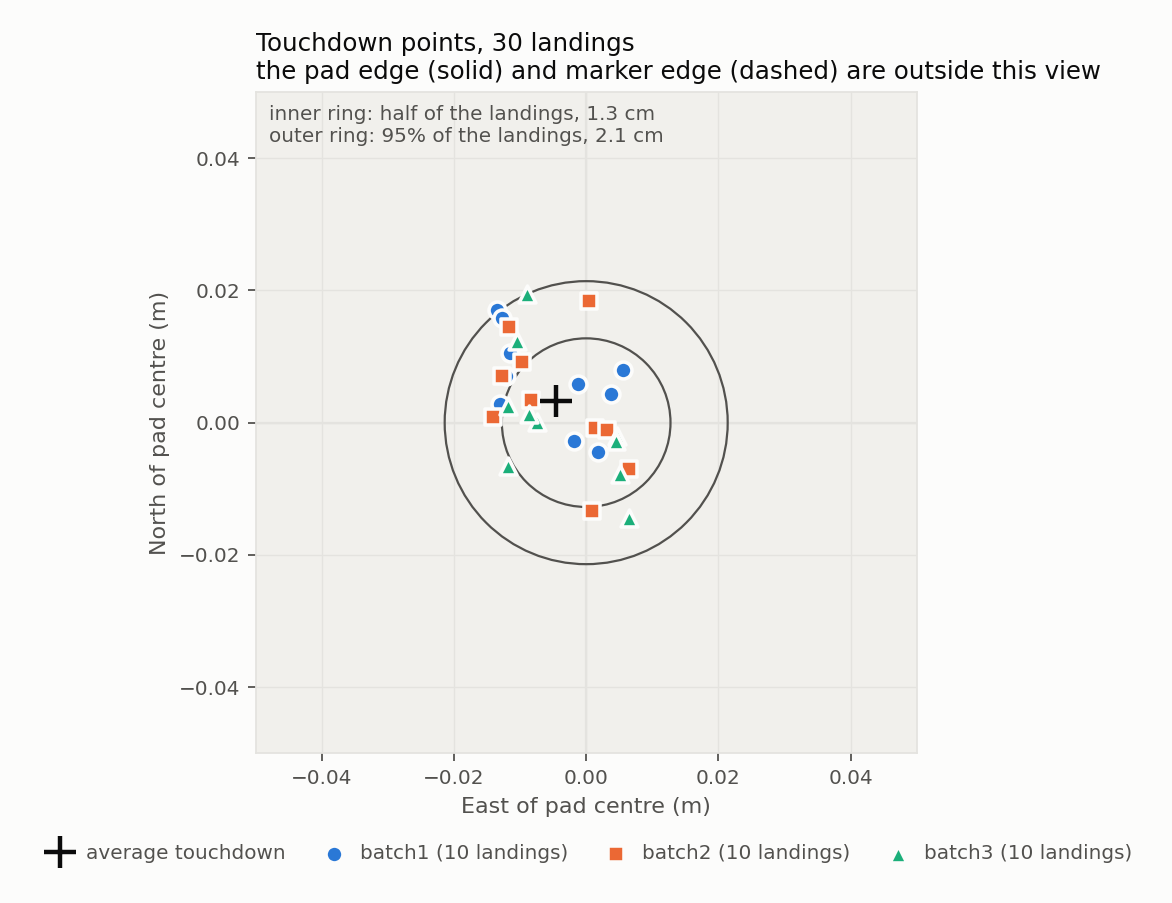 Touchdown points, 30 landings
the pad edge (solid) and marker edge (dashed) are outside this view
inner ring: half of the landings, 1.3 cm
outer ring: 95% of the landings, 2.1 cm
0.04
0.02
0.00
−0.02
−0.04
North of pad centre (m)
−0.04 −0.02 0.00 0.02 0.04
East of pad centre (m)
average touchdown batch1 (10 landings) batch2 (10 landings) batch3 (10 landings)